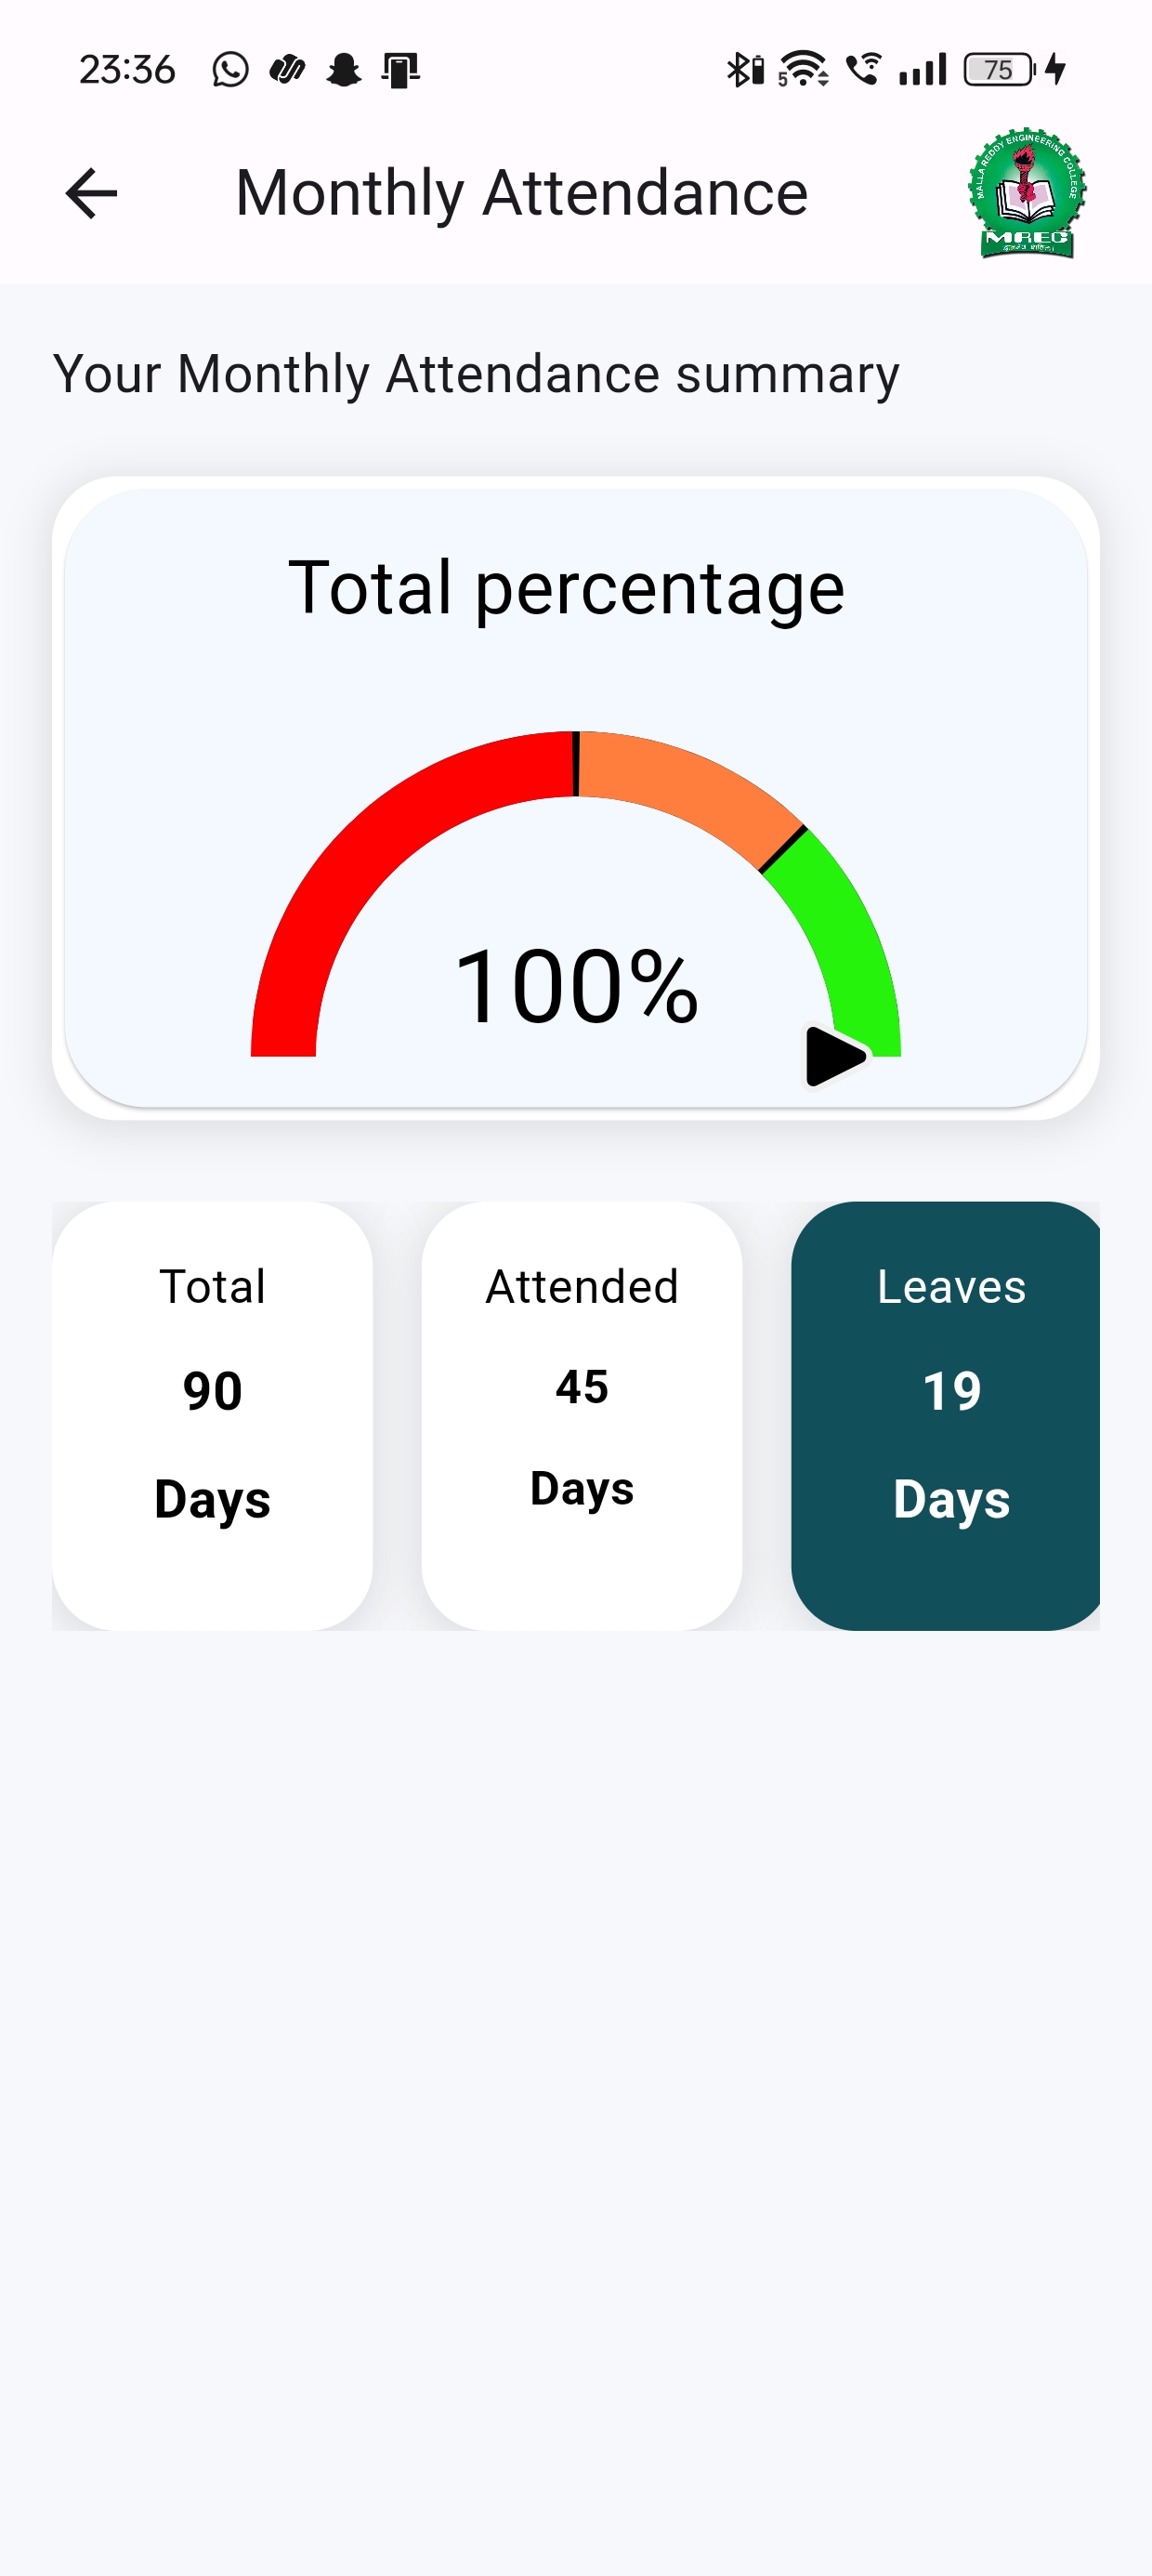 23:36
5
75
Monthly Attendance
MALLA REDDY ENGINEERING COLLEGE
MREC
Your Monthly Attendance summary
Total percentage
100%
Total
90
Days
Attended
45
Days
Leaves
19
Days